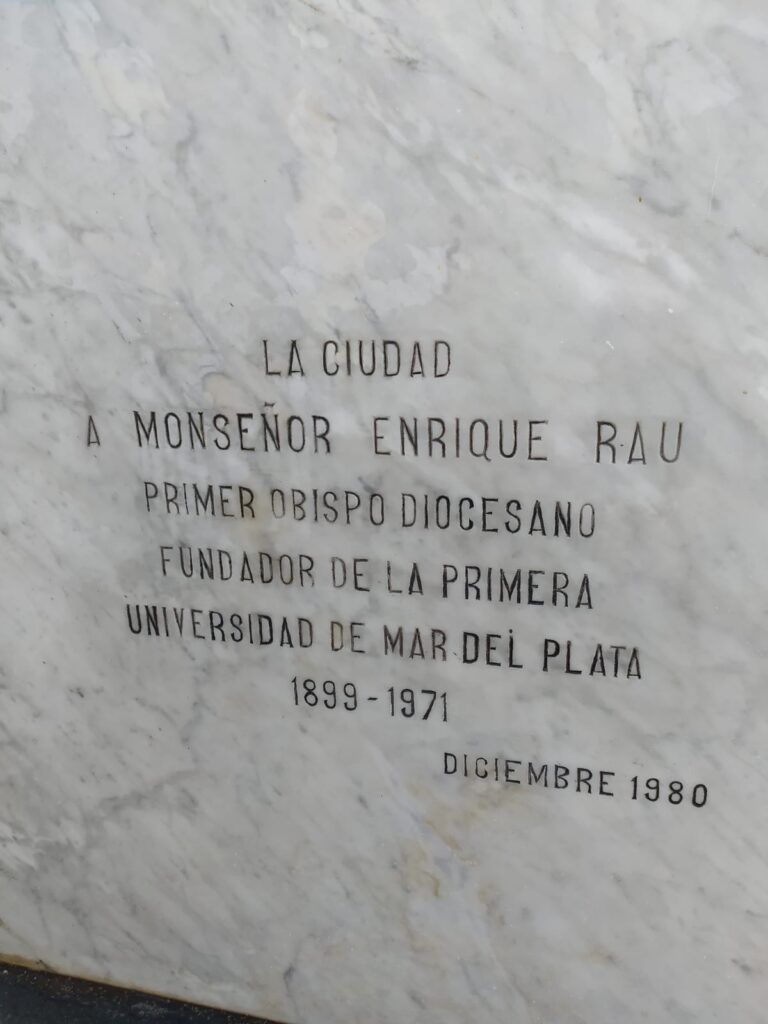 LA CIUDAD
A MONSEÑOR ENRIQUE RAU
PRIMER OBISPO DIOCESANO
FUNDADOR DE LA PRIMERA
UNIVERSIDAD DE MAR DEL PLATA
1899-1971
DICIEMBRE 1980